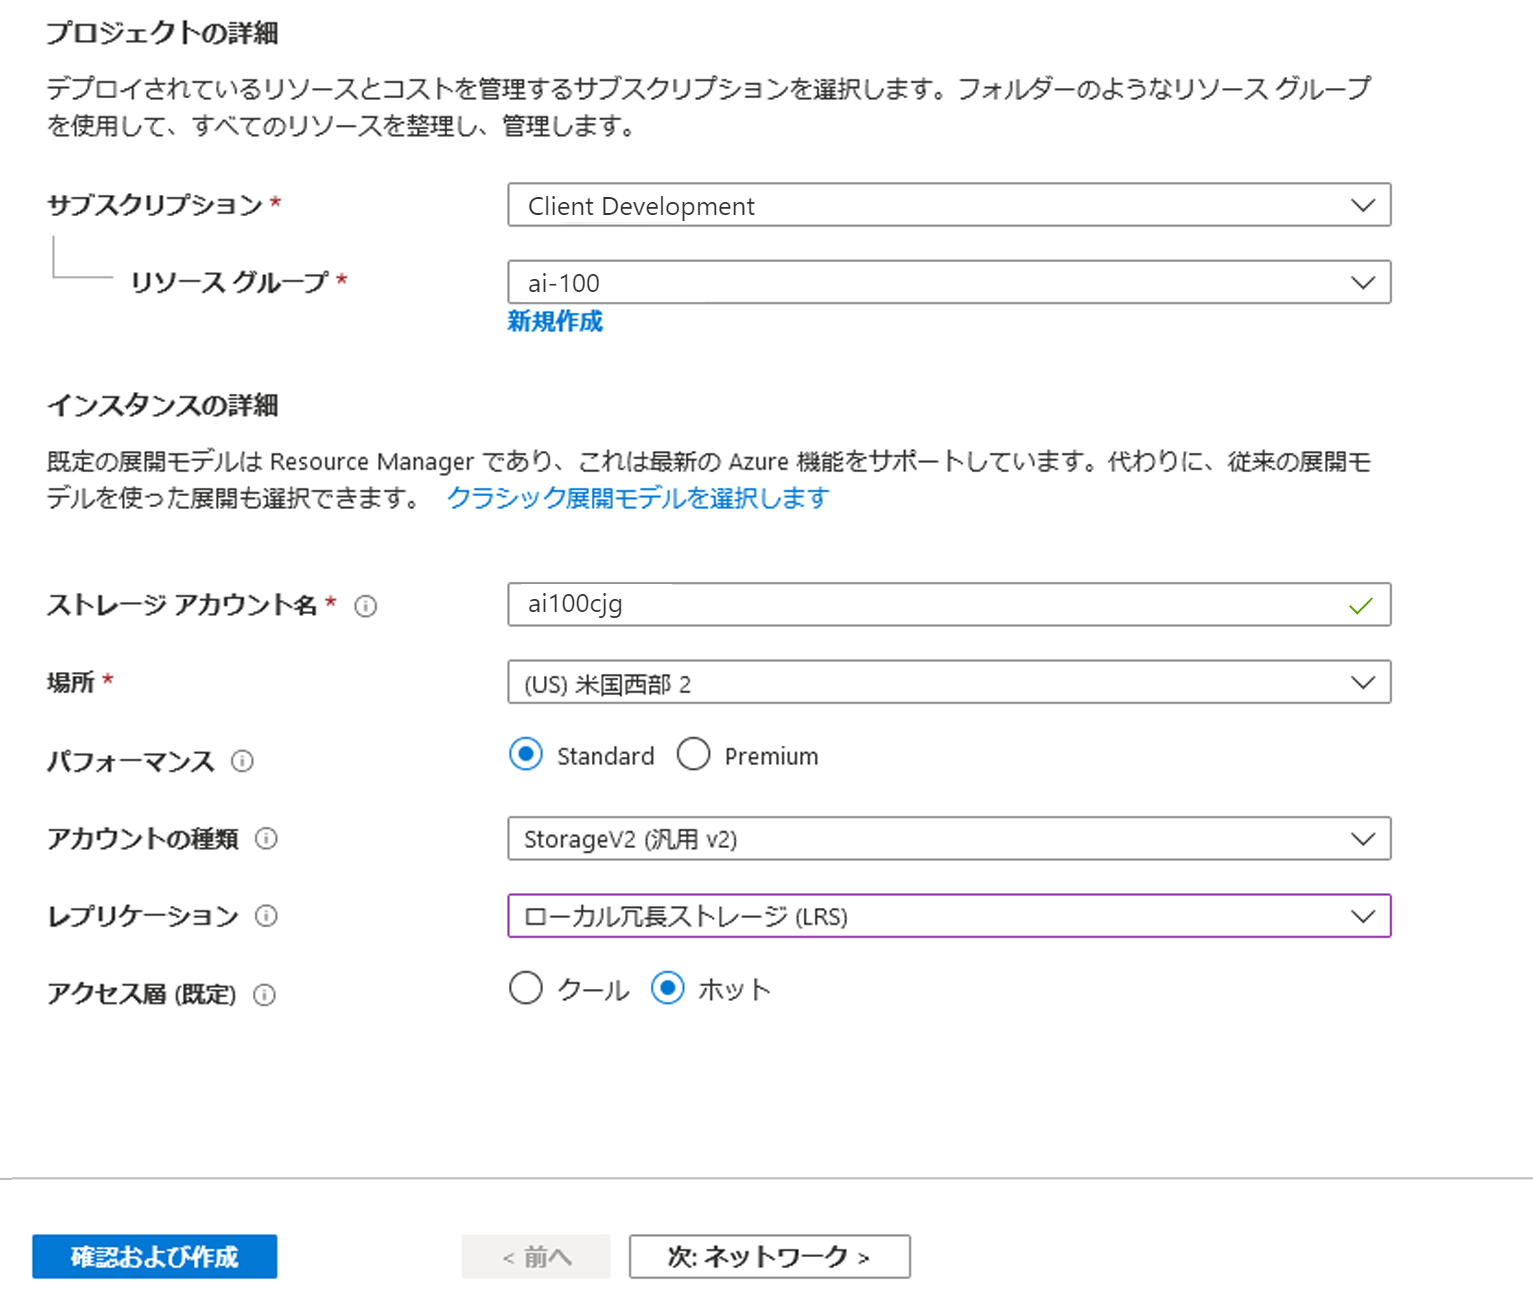 プロジェクトの詳細
デプロイされているリソースとコストを管理するサブスクリプションを選択します。フォルダーのようなリソース グループ
を使用して、すべてのリソースを整理し、管理します。
サブスクリプション *
Client Development
リソース グループ *
ai-100
新規作成
インスタンスの詳細
既定の展開モデルは Resource Manager であり、これは最新の Azure 機能をサポートしています。代わりに、従来の展開モ
デルを使った展開も選択できます。 クラシック展開モデルを選択します
ストレージ アカウント名 *
ai100cjg
場所 *
(US) 米国西部 2
パフォーマンス
Standard Premium
アカウントの種類
StorageV2 (汎用 v2)
レプリケーション
ローカル冗長ストレージ (LRS)
アクセス層 (既定)
クール ホット
確認および作成
< 前へ
次: ネットワーク >